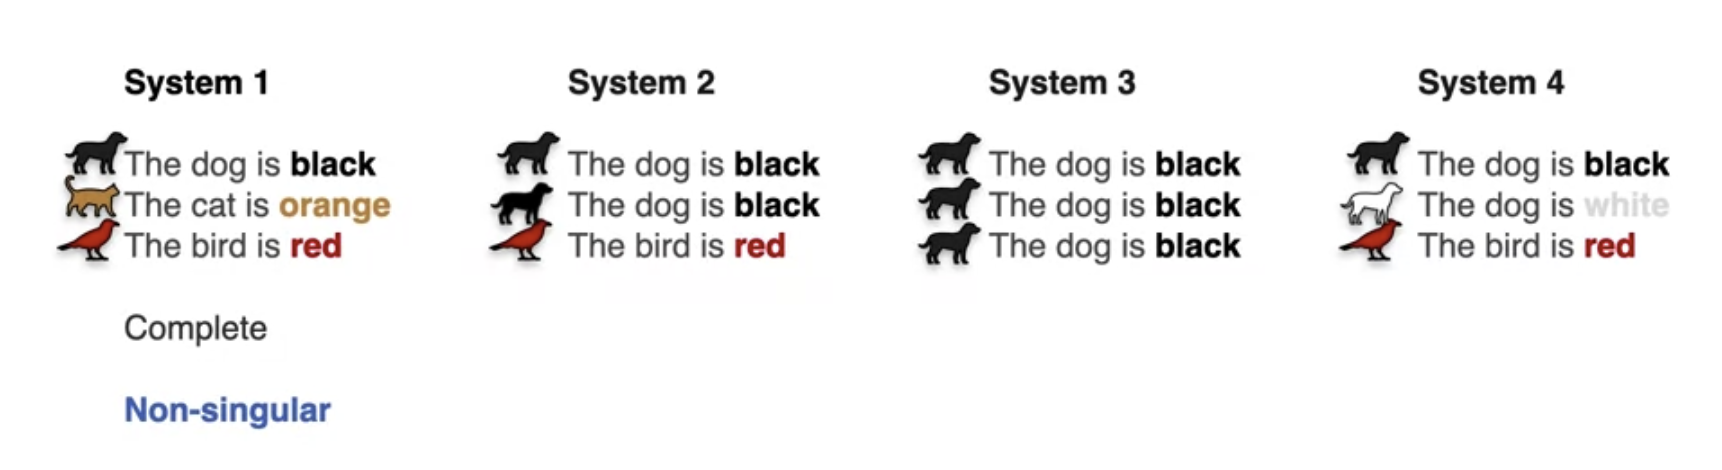 System 1
The dog is black
The cat is orange
The bird is red
Complete
Non-singular
System 2
The dog is black
The dog is black
The bird is red
System 3
The dog is black
The dog is black
The dog is black
System 4
The dog is black
The dog is white
The bird is red